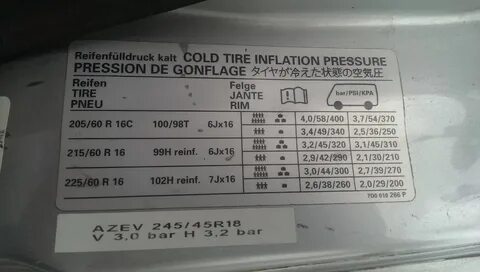 Reifenfülldruck kalt COLD TIRE INFLATION PRESSURE
PRESSION DE GONFLAGE タイヤが冷えた状態の空気圧
Reifen Felge
TIRE JANTE
PNEU RIM bar/PSI/KPA
205/60 R 16C 100/98T 6Jx16 4,0/58/400 3,7/54/370
3,4/49/340 2,5/36/250
215/60 R 16 99H reinf. 6Jx16 3,2/45/320 3,1/45/310
2,9/42/290 2,1/30/210
225/60 R 16 102H reinf. 7Jx16 3,0/44/300 2,7/39/270
2,6/38/260 2,0/29/200
7D0 010 266 P
AZEV 245/45R18
V 3,0 bar H 3,2 bar